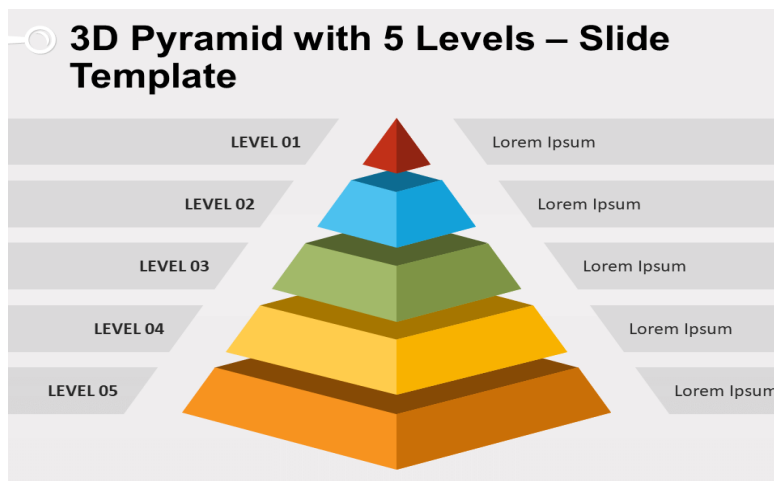 3D Pyramid with 5 Levels – Slide
Template
LEVEL 01
Lorem Ipsum
LEVEL 02
Lorem Ipsum
LEVEL 03
Lorem Ipsum
LEVEL 04
Lorem Ipsum
LEVEL 05
Lorem Ipsum